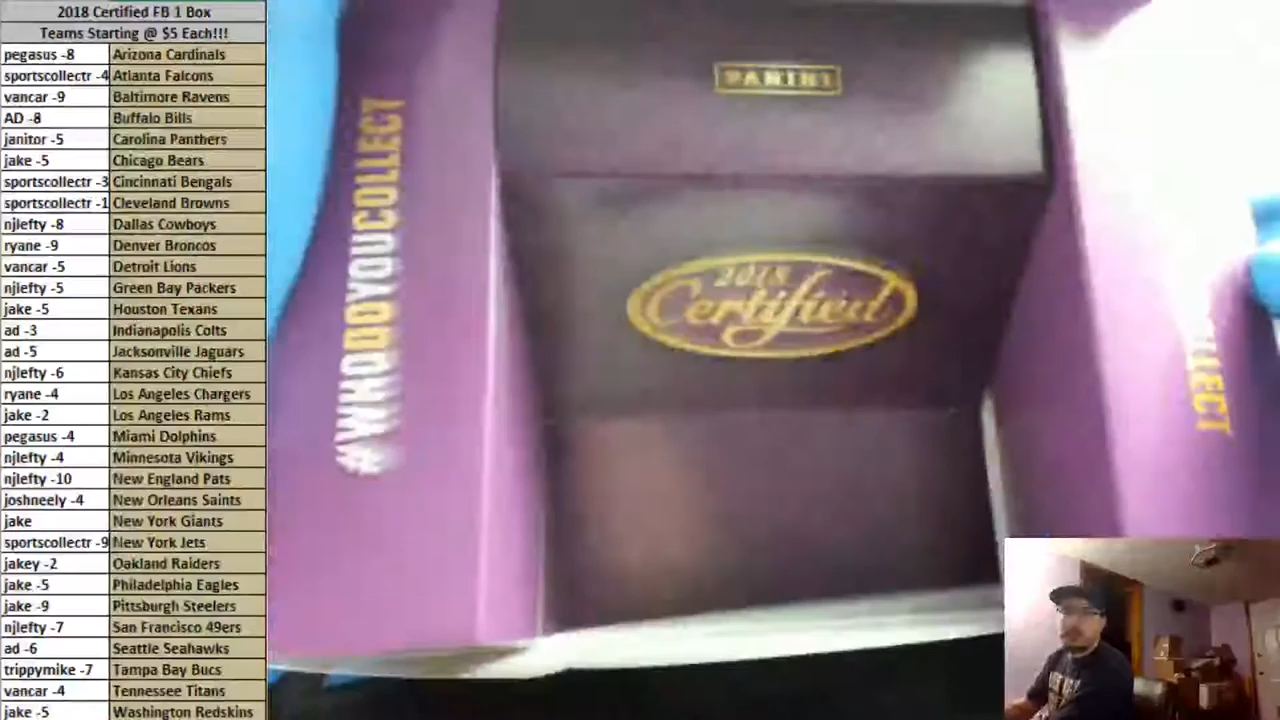 2018 Certified FB 1 Box
Teams Starting @ $5 Each!!!
pegasus -8 Arizona Cardinals
sportscollectr -4 Atlanta Falcons
vancar -9 Baltimore Ravens
AD -8 Buffalo Bills
janitor -5 Carolina Panthers
jake -5 Chicago Bears
sportscollectr -3 Cincinnati Bengals
sportscollectr -1 Cleveland Browns
njlefty -8 Dallas Cowboys
ryane -9 Denver Broncos
vancar -5 Detroit Lions
njlefty -5 Green Bay Packers
jake -5 Houston Texans
ad -3 Indianapolis Colts
ad -5 Jacksonville Jaguars
njlefty -6 Kansas City Chiefs
ryane -4 Los Angeles Chargers
jake -2 Los Angeles Rams
pegasus -4 Miami Dolphins
njlefty -4 Minnesota Vikings
njlefty -10 New England Pats
joshneely -4 New Orleans Saints
jake New York Giants
sportscollectr -9 New York Jets
jakey -2 Oakland Raiders
jake -5 Philadelphia Eagles
jake -9 Pittsburgh Steelers
njlefty -7 San Francisco 49ers
ad -6 Seattle Seahawks
trippymike -7 Tampa Bay Bucs
vancar -4 Tennessee Titans
jake -5 Washington Redskins
#WHODOYOUCOLLECT
PANINI
2018
Certified
LLECT